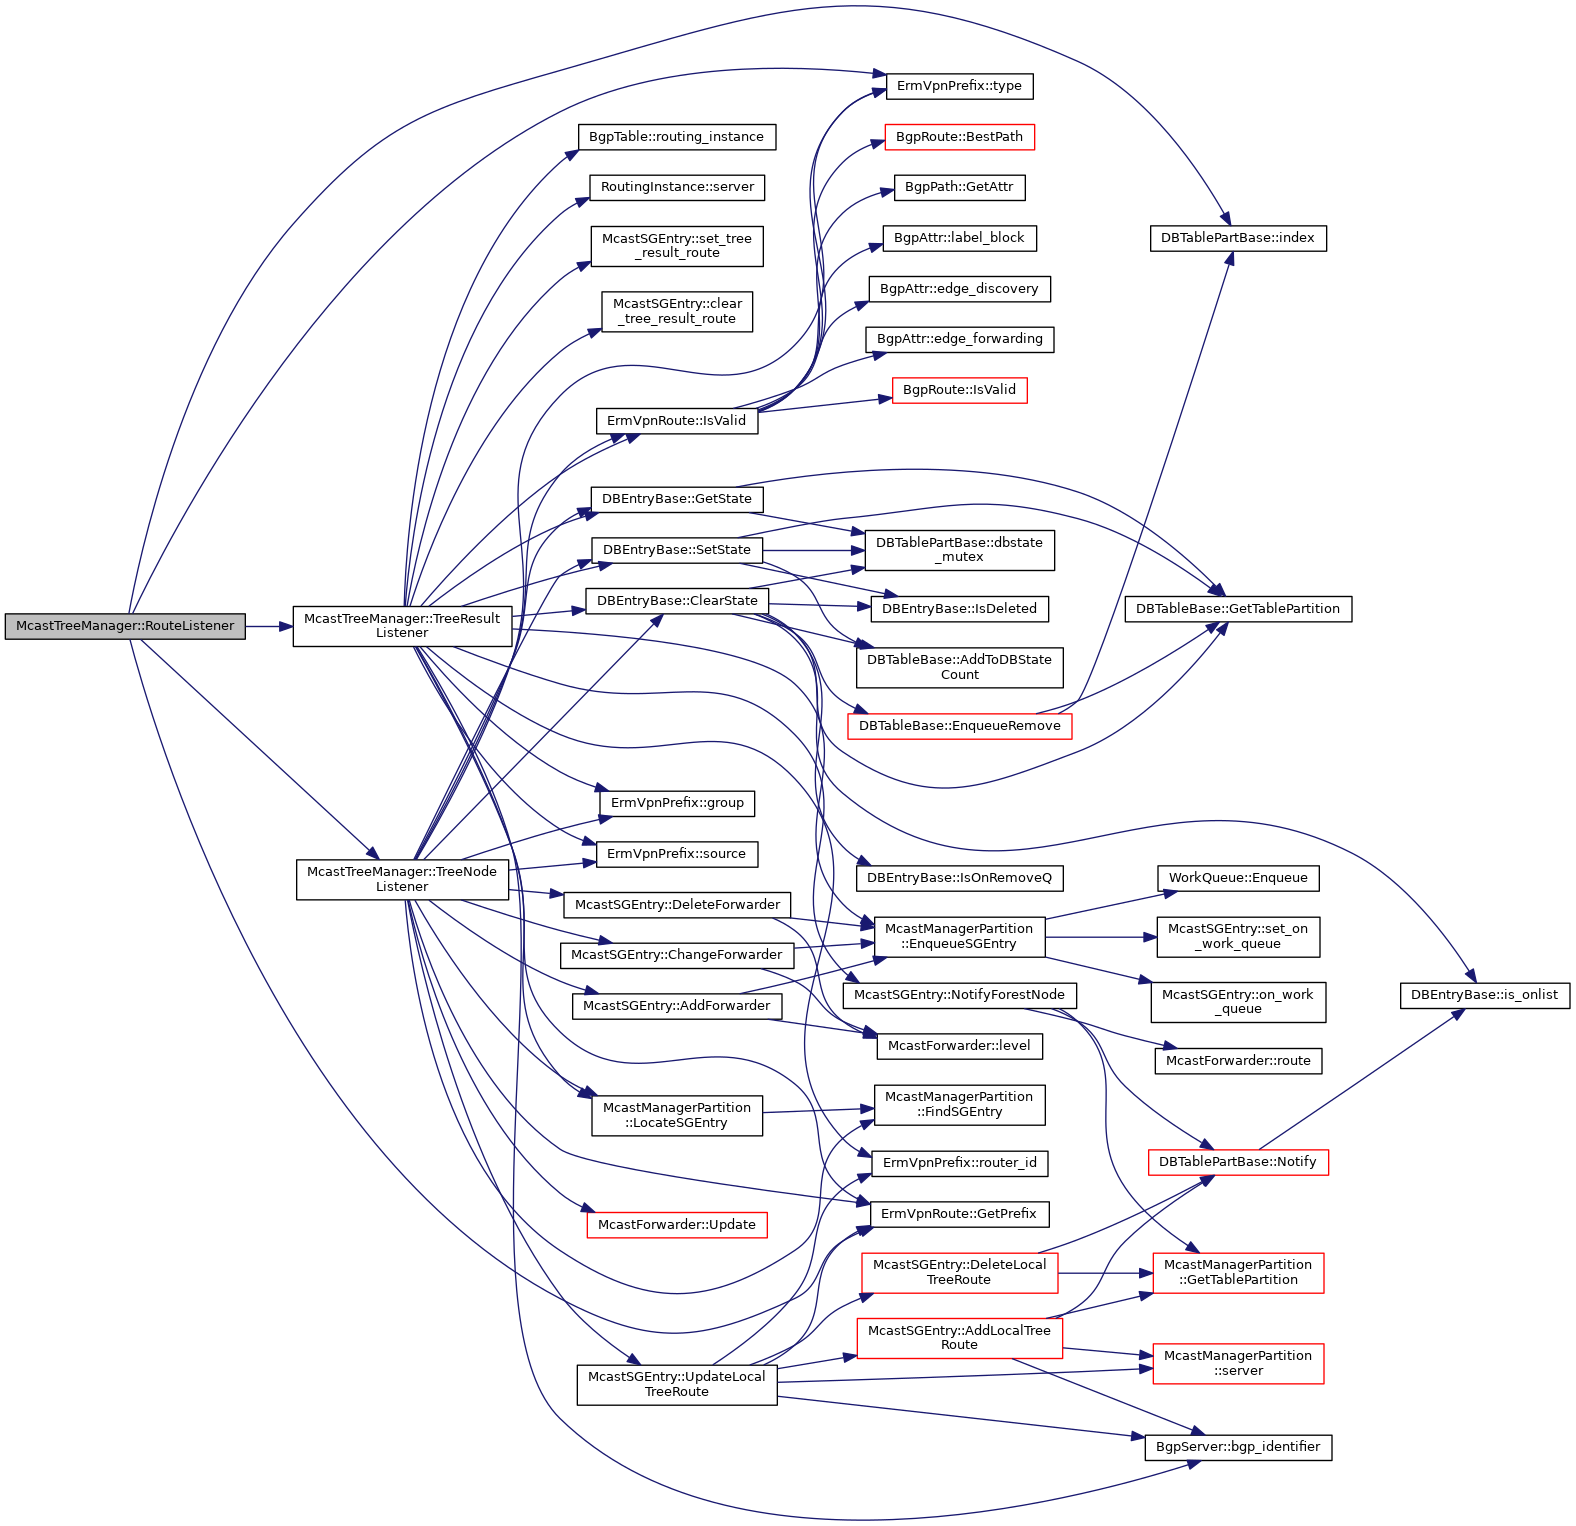 McastTreeManager::RouteListener
McastTreeManager::TreeResult
Listener
McastTreeManager::TreeNode
Listener
BgpTable::routing_instance
RoutingInstance::server
McastSGEntry::set_tree
_result_route
McastSGEntry::clear
_tree_result_route
ErmVpnRoute::IsValid
DBEntryBase::GetState
DBEntryBase::SetState
DBEntryBase::ClearState
ErmVpnPrefix::group
ErmVpnPrefix::source
McastSGEntry::DeleteForwarder
McastSGEntry::ChangeForwarder
McastSGEntry::AddForwarder
McastManagerPartition
::LocateSGEntry
McastForwarder::Update
McastSGEntry::UpdateLocal
TreeRoute
ErmVpnPrefix::type
BgpRoute::BestPath
BgpPath::GetAttr
BgpAttr::label_block
BgpAttr::edge_discovery
BgpAttr::edge_forwarding
BgpRoute::IsValid
DBTablePartBase::dbstate
_mutex
DBEntryBase::IsDeleted
DBTableBase::AddToDBState
Count
DBTableBase::EnqueueRemove
DBEntryBase::IsOnRemoveQ
McastManagerPartition
::EnqueueSGEntry
McastSGEntry::NotifyForestNode
McastForwarder::level
McastManagerPartition
::FindSGEntry
ErmVpnPrefix::router_id
ErmVpnRoute::GetPrefix
McastSGEntry::DeleteLocal
TreeRoute
McastSGEntry::AddLocalTree
Route
DBTablePartBase::index
DBTableBase::GetTablePartition
WorkQueue::Enqueue
McastSGEntry::set_on
_work_queue
McastSGEntry::on_work
_queue
McastForwarder::route
DBTablePartBase::Notify
McastManagerPartition
::GetTablePartition
McastManagerPartition
::server
BgpServer::bgp_identifier
DBEntryBase::is_onlist